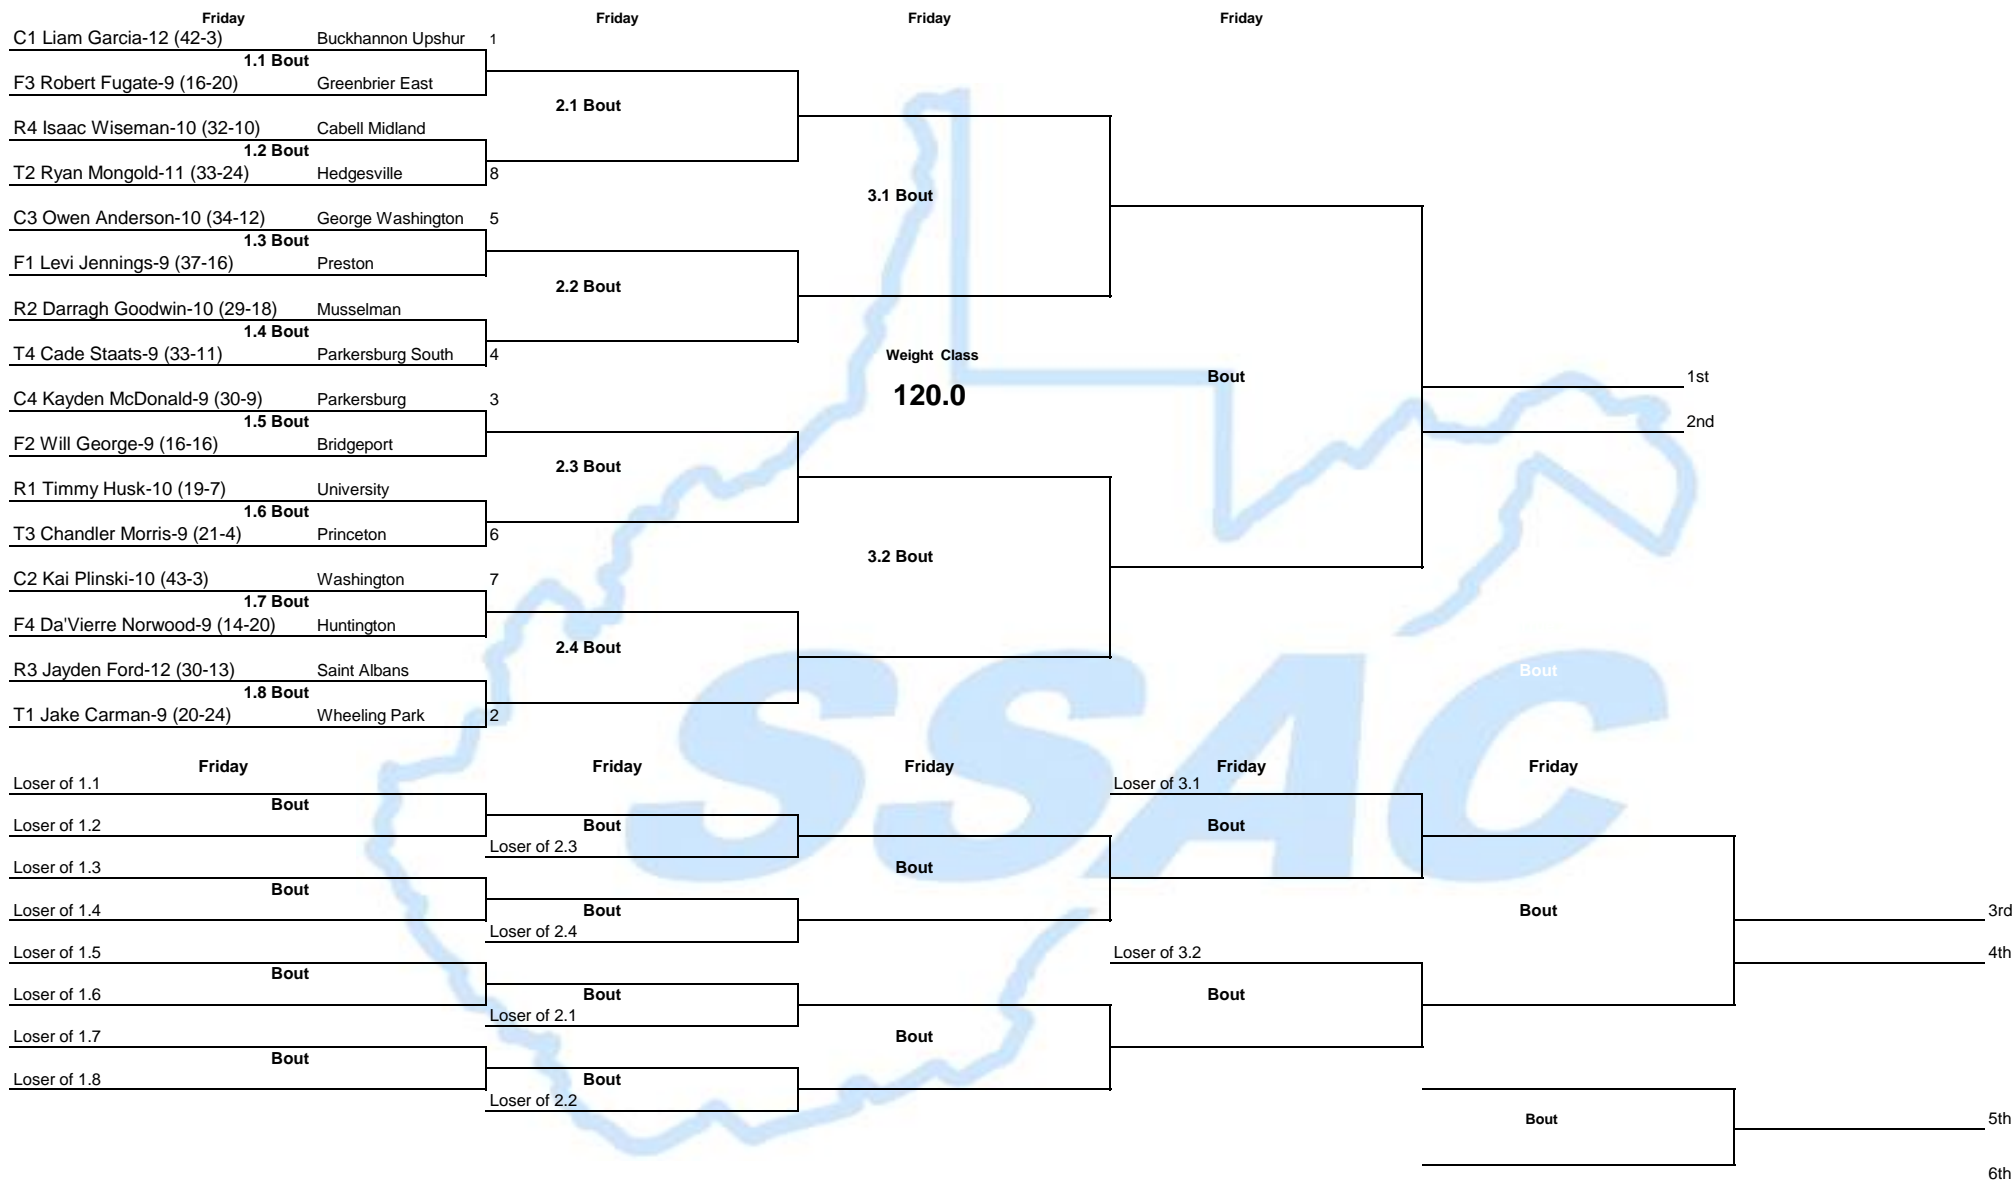 Friday Friday Friday Friday
C1 Liam Garcia-12 (42-3) Buckhannon Upshur 1
1.1 Bout
F3 Robert Fugate-9 (16-20) Greenbrier East
2.1 Bout
R4 Isaac Wiseman-10 (32-10) Cabell Midland
1.2 Bout
T2 Ryan Mongold-11 (33-24) Hedgesville 8
3.1 Bout
C3 Owen Anderson-10 (34-12) George Washington 5
1.3 Bout
F1 Levi Jennings-9 (37-16) Preston
2.2 Bout
R2 Darragh Goodwin-10 (29-18) Musselman
1.4 Bout
T4 Cade Staats-9 (33-11) Parkersburg South 4
Weight Class
Bout 1st
120.0
C4 Kayden McDonald-9 (30-9) Parkersburg 3
1.5 Bout 2nd
F2 Will George-9 (16-16) Bridgeport
2.3 Bout
R1 Timmy Husk-10 (19-7) University
1.6 Bout
T3 Chandler Morris-9 (21-4) Princeton 6
3.2 Bout
C2 Kai Plinski-10 (43-3) Washington 7
1.7 Bout
F4 Da'Vierre Norwood-9 (14-20) Huntington
2.4 Bout
R3 Jayden Ford-12 (30-13) Saint Albans Bout
1.8 Bout
T1 Jake Carman-9 (20-24) Wheeling Park 2
SSAC
Friday Friday Friday Friday Friday
Loser of 1.1 Loser of 3.1
Bout
Loser of 1.2 Bout Bout
Loser of 2.3
Loser of 1.3 Bout
Bout
Loser of 1.4 Bout Bout 3rd
Loser of 2.4
Loser of 1.5 Loser of 3.2 4th
Bout
Loser of 1.6 Bout Bout
Loser of 2.1
Loser of 1.7 Bout
Bout
Loser of 1.8 Bout
Loser of 2.2
Bout 5th
6th